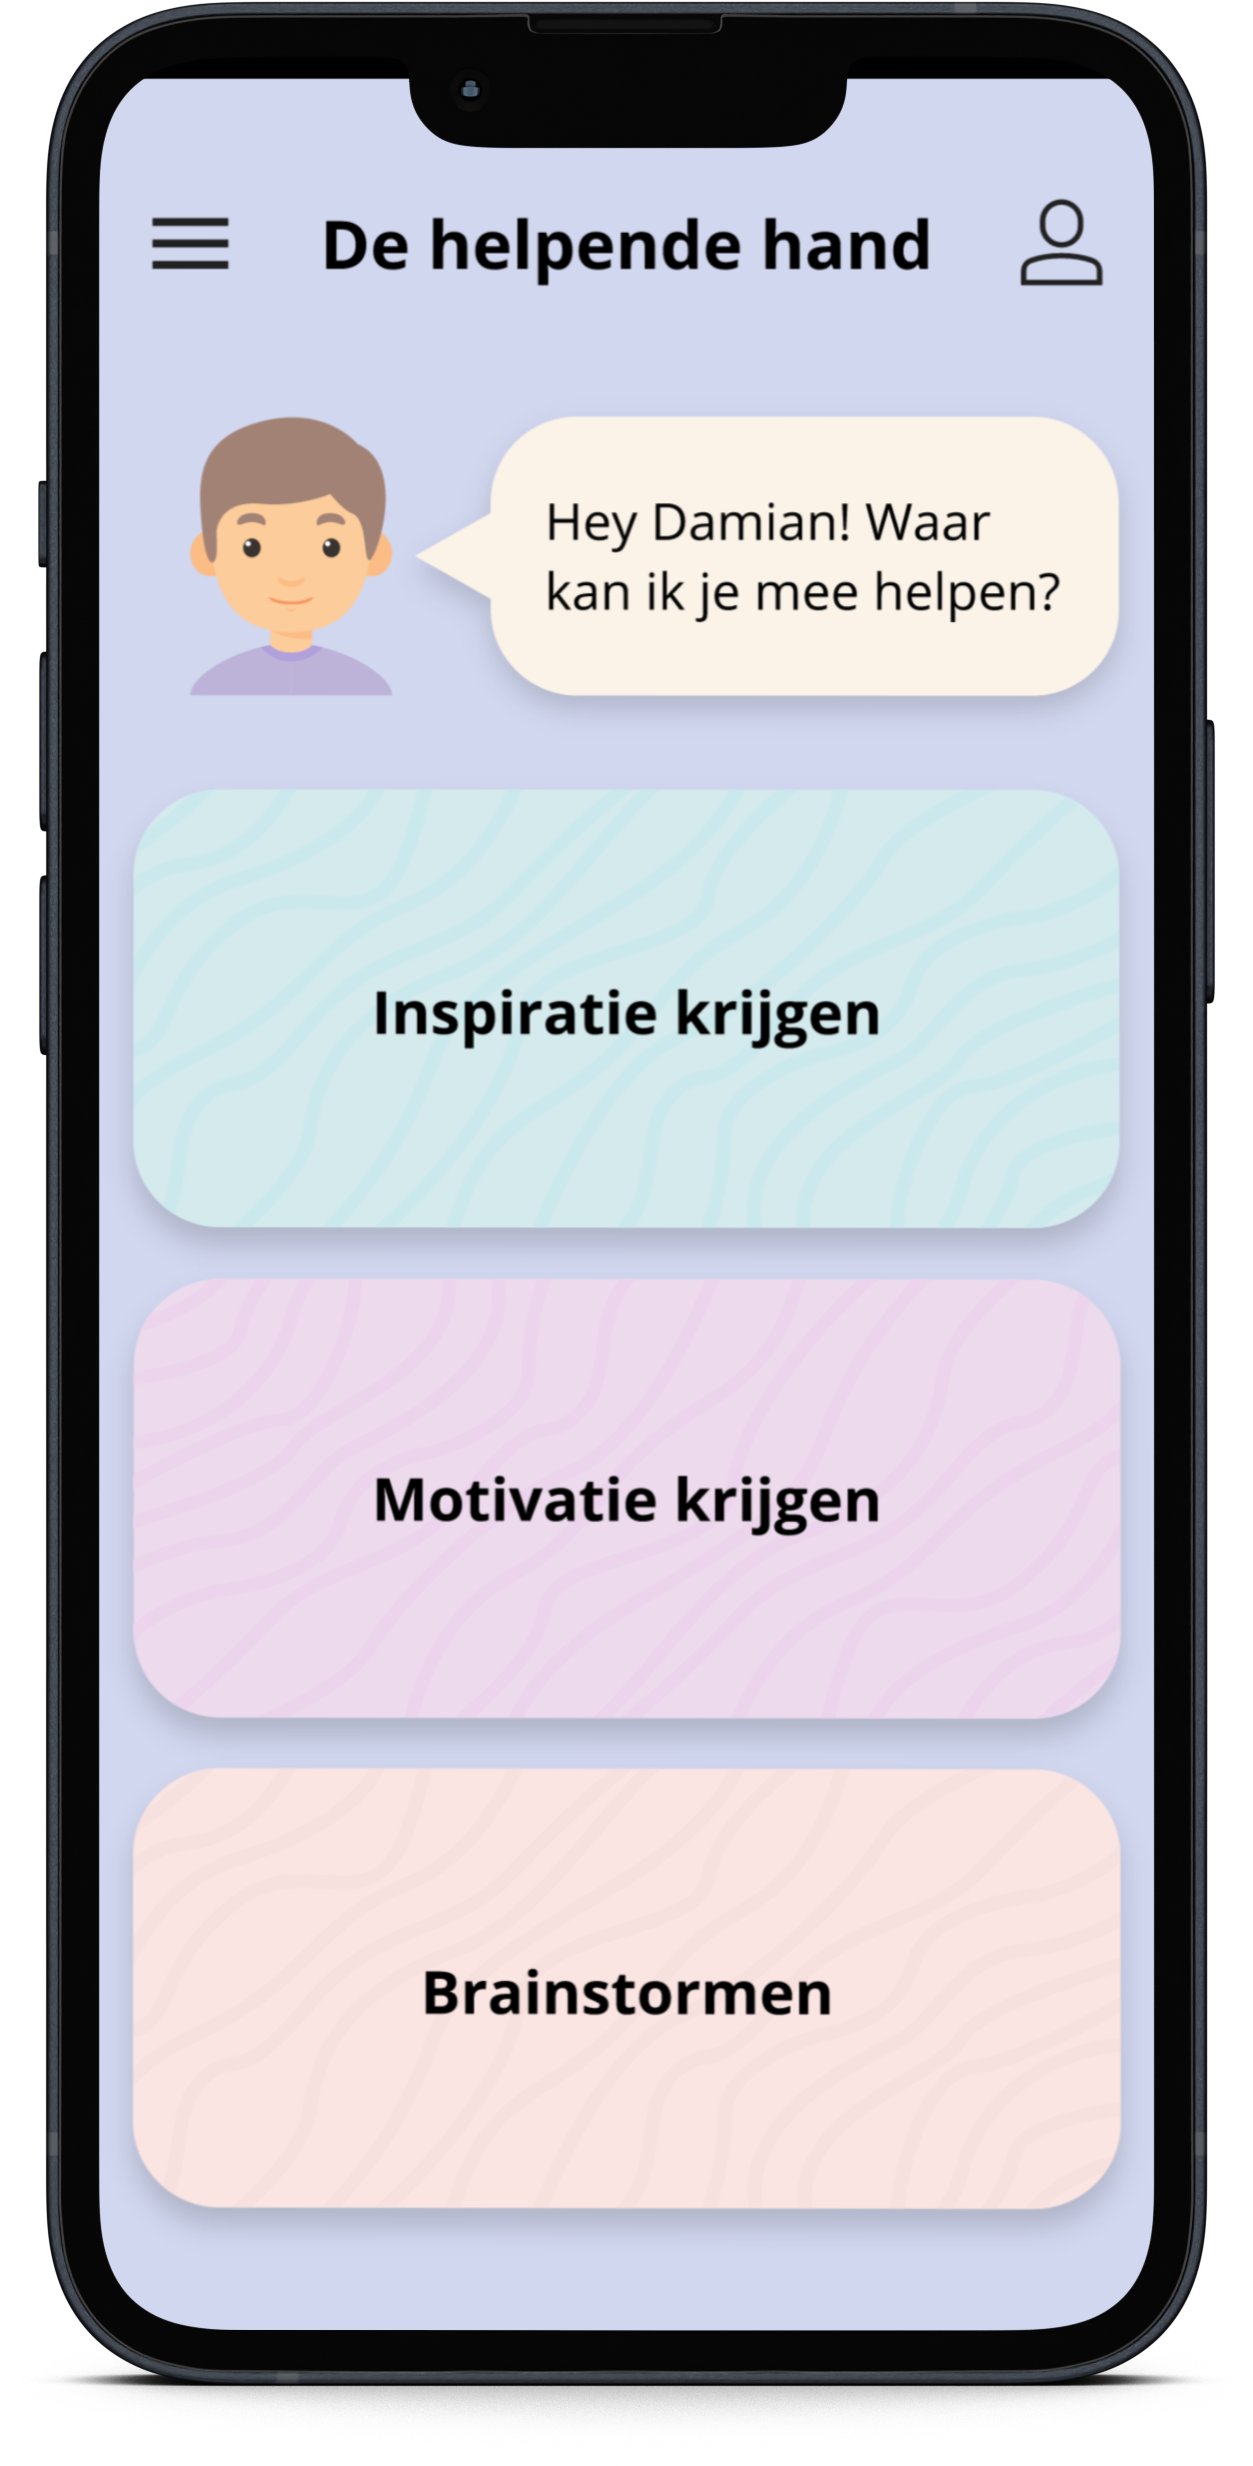 De helpende hand
Hey Damian! Waar
kan ik je mee helpen?
Inspiratie krijgen
Motivatie krijgen
Brainstormen